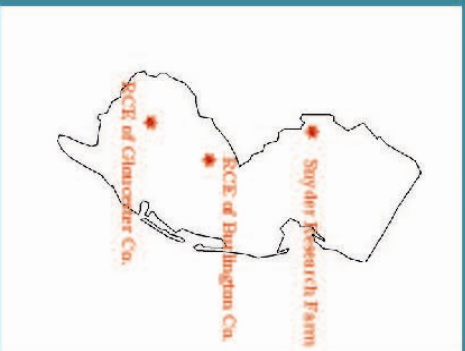 Snyder Research Farm
RCE of Burlington Co.
RCE of Gloucester Co.